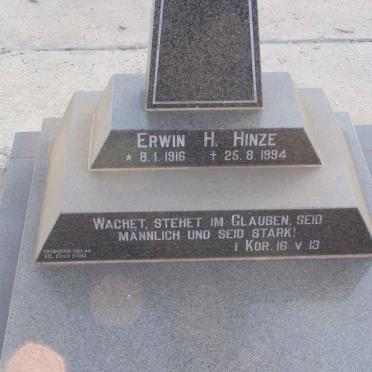 ERWIN H. HINZE
* 8.1.1916 + 25.8.1994
WACHET, STEHET IM GLAUBEN, SEID
MÄNNLICH UND SEID STARK!
I KOR. 16 V 13